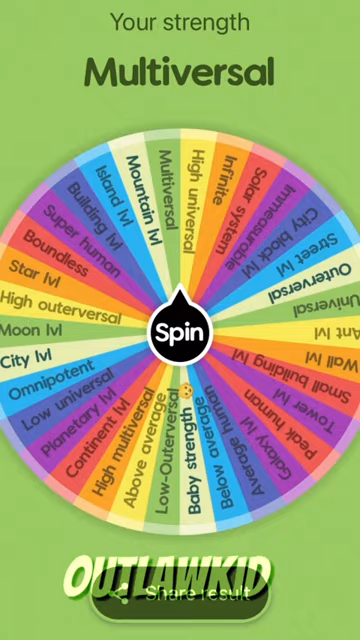 Your strength
Multiversal
Multiversal
High universal
Infinite
Solar system
Immeasurable
City block lvl
Street lvl
Outerversal
Universal
Ant lvl
Wall lvl
Small building lvl
Tower lvl
Peak human
Galaxy lvl
Average human
Below average
Baby strength 👶
Low-Outerversal
Above average
High multiversal
Continent lvl
Planetary lvl
Low universal
Omnipotent
City lvl
Moon lvl
High outerversal
Star lvl
Boundless
Super human
Building lvl
Island lvl
Mountain lvl
Spin
OUTLAWKID
Share result